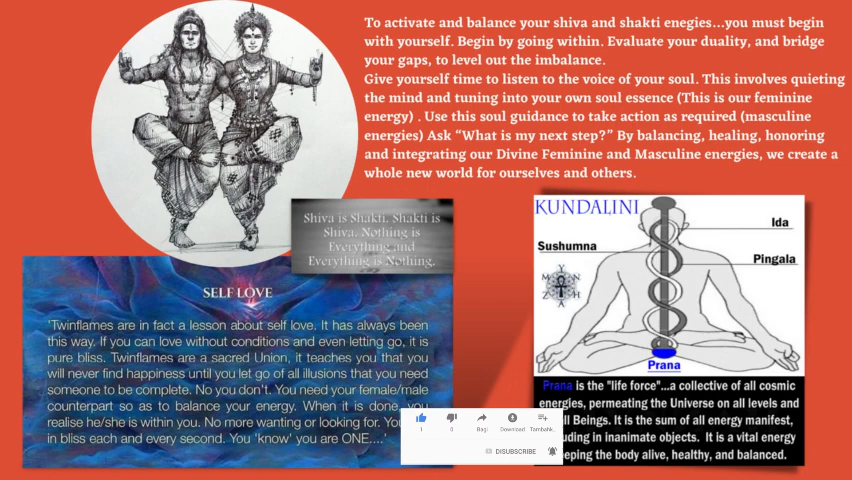 To activate and balance your shiva and shakti enegies...you must begin
with yourself. Begin by going within. Evaluate your duality, and bridge
your gaps, to level out the imbalance.
Give yourself time to listen to the voice of your soul. This involves quieting
the mind and tuning into your own soul essence (This is our feminine
energy) . Use this soul guidance to take action as required (masculine
energies) Ask “What is my next step?” By balancing, healing, honoring
and integrating our Divine Feminine and Masculine energies, we create a
whole new world for ourselves and others.
Shiva is Shakti. Shakti is
Shiva. Nothing is
Everything and
Everything is Nothing.
SELF LOVE
'Twinflames are in fact a lesson about self love. It has always been
this way. If you can love without conditions and even letting go, it is
pure bliss. Twinflames are a sacred Union, it teaches you that you
will never find happiness until you let go of all illusions that you need
someone to be complete. No you don't. You need your female/male
counterpart so as to balance your energy. When it is done, you
realise he/she is within you. No more wanting or looking for.
in bliss each and every second. You 'know' you are ONE....'
KUNDALINI
Ida
Sushumna
Pingala
Prana
Prana is the "life force"...a collective of all cosmic
energies, permeating the Universe on all levels and
Beings. It is the sum of all energy manifest,
in inanimate objects. It is a vital energy
the body alive, healthy, and balanced.
1
0
Bagi
Download
Tambahk...
DISUBSCRIBE